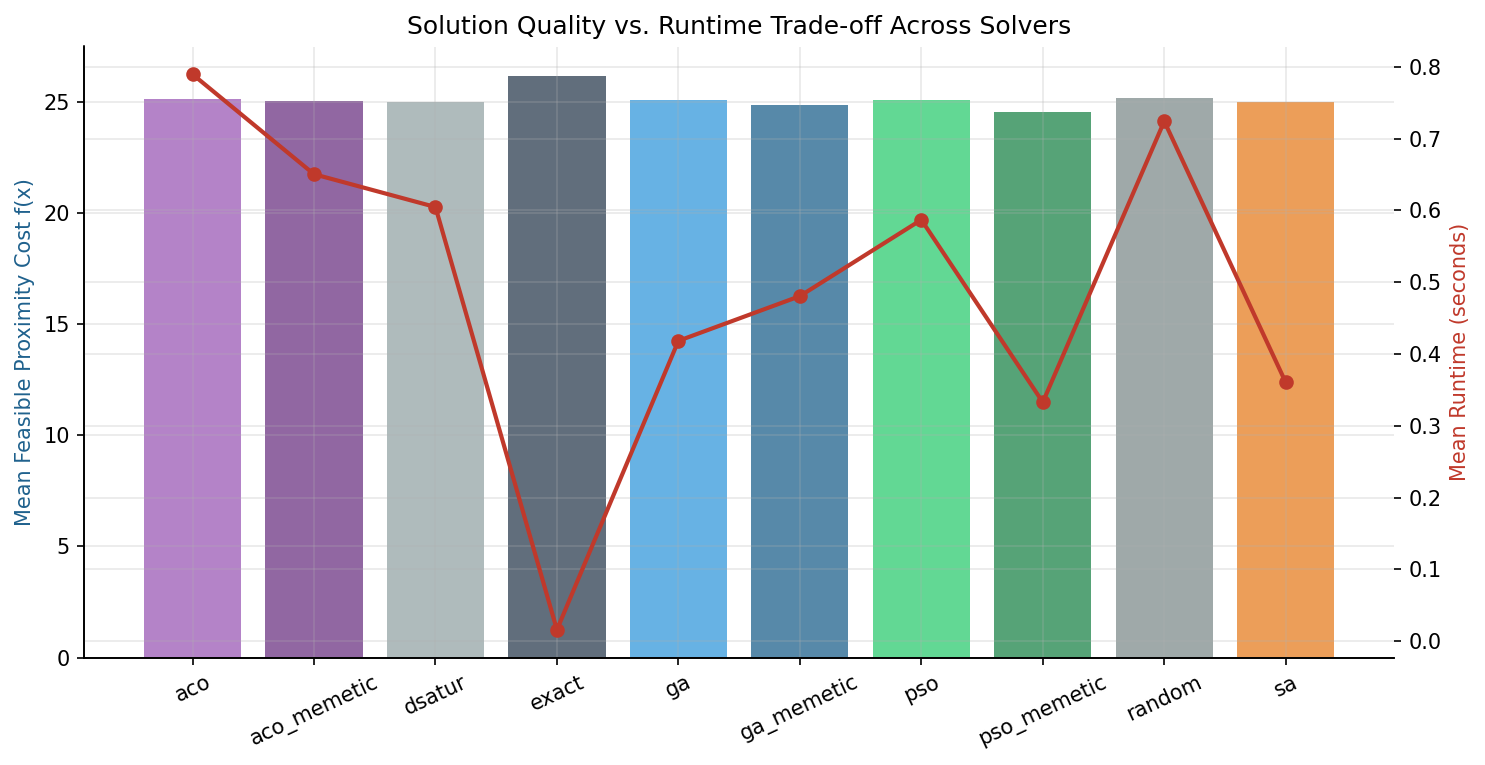 Solution Quality vs. Runtime Trade-off Across Solvers
Mean Feasible Proximity Cost f(x)
25
20
15
10
5
0
0.8
0.7
0.6
0.5
0.4
0.3
0.2
0.1
0.0
Mean Runtime (seconds)
aco
aco_memetic
dsatur
exact
ga
ga_memetic
pso
pso_memetic
random
sa